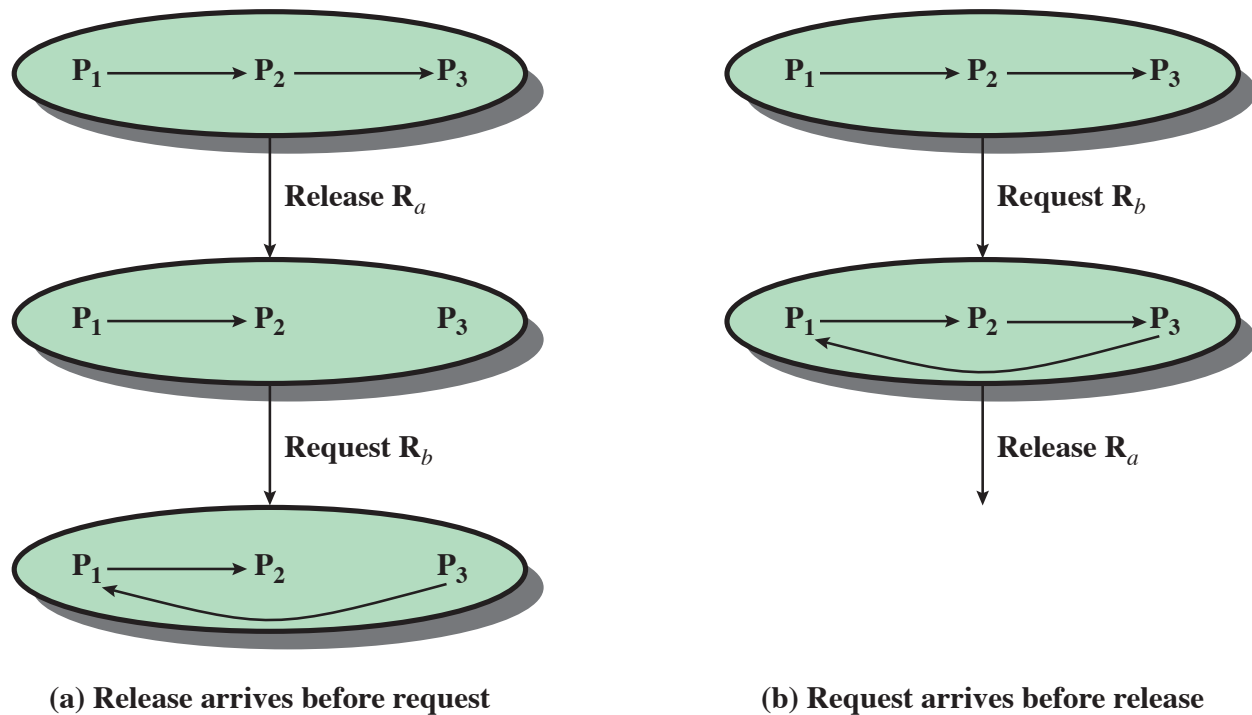 P1 P2 P3
Release Ra
P1 P2 P3
Request Rb
P1 P2 P3
(a) Release arrives before request
P1 P2 P3
Request Rb
P1 P2 P3
Release Ra
(b) Request arrives before release